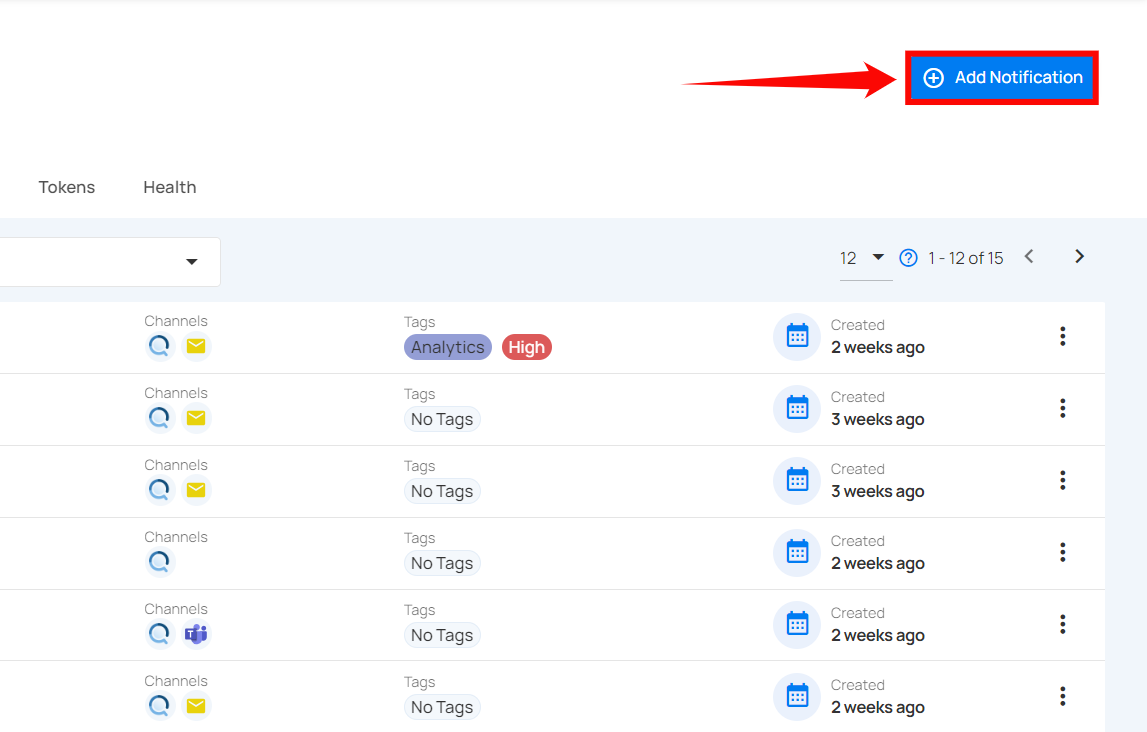 Add Notification
Tokens Health
12 1 - 12 of 15
Channels Tags Created
Analytics High 2 weeks ago
Channels Tags Created
No Tags 3 weeks ago
Channels Tags Created
No Tags 3 weeks ago
Channels Tags Created
No Tags 2 weeks ago
Channels Tags Created
No Tags 2 weeks ago
Channels Tags Created
No Tags 2 weeks ago